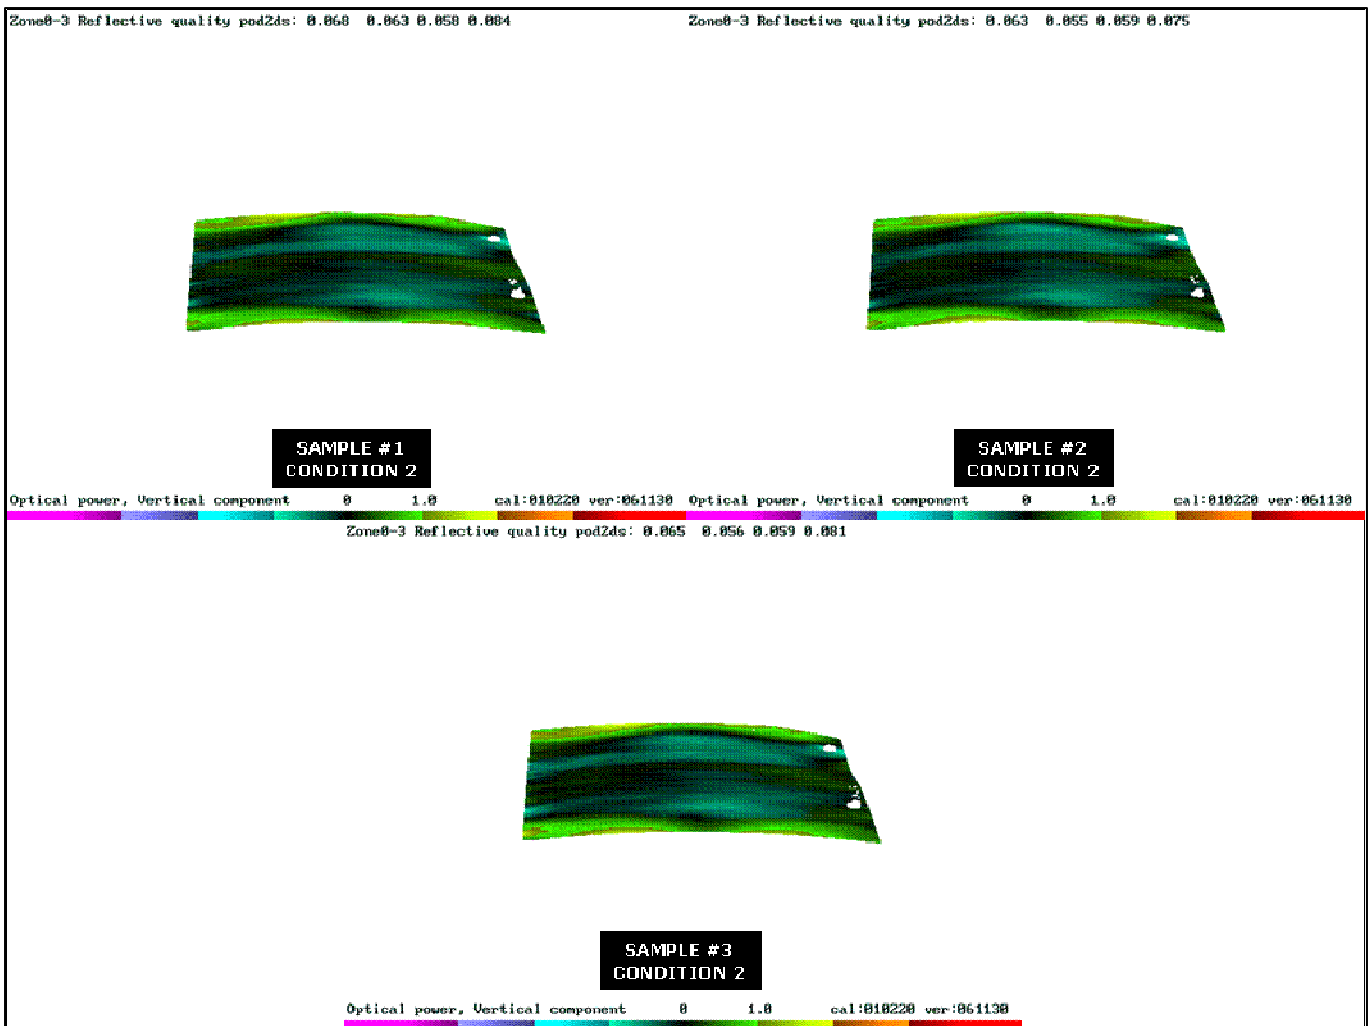 Zone0-3 Reflective quality pod2ds: 0.068 0.063 0.058 0.084
Zone0-3 Reflective quality pod2ds: 0.063 0.055 0.059 0.075
SAMPLE #1
CONDITION 2
SAMPLE #2
CONDITION 2
Optical power, Vertical component 0 1.0 cal:010220 ver:061130
Optical power, Vertical component 0 1.0 cal:010220 ver:061130
Zone0-3 Reflective quality pod2ds: 0.065 0.056 0.059 0.081
SAMPLE #3
CONDITION 2
Optical power, Vertical component 0 1.0 cal:010220 ver:061130